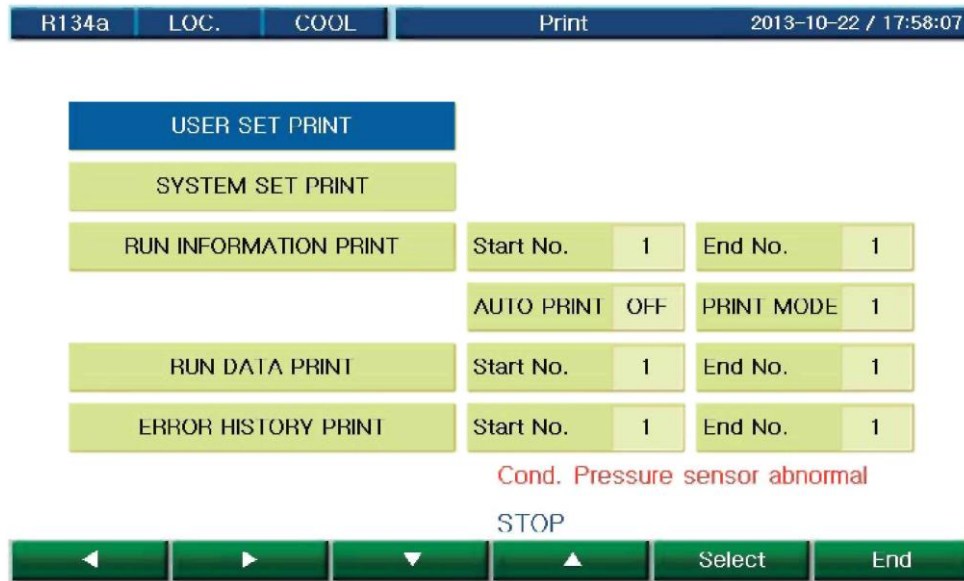 R134a LOC. COOL Print 2013-10-22 / 17:58:07
USER SET PRINT
SYSTEM SET PRINT
RUN INFORMATION PRINT Start No. 1 End No. 1
AUTO PRINT OFF PRINT MODE 1
RUN DATA PRINT Start No. 1 End No. 1
ERROR HISTORY PRINT Start No. 1 End No. 1
Cond. Pressure sensor abnormal
STOP
◀ ▶ ▼ ▲ Select End